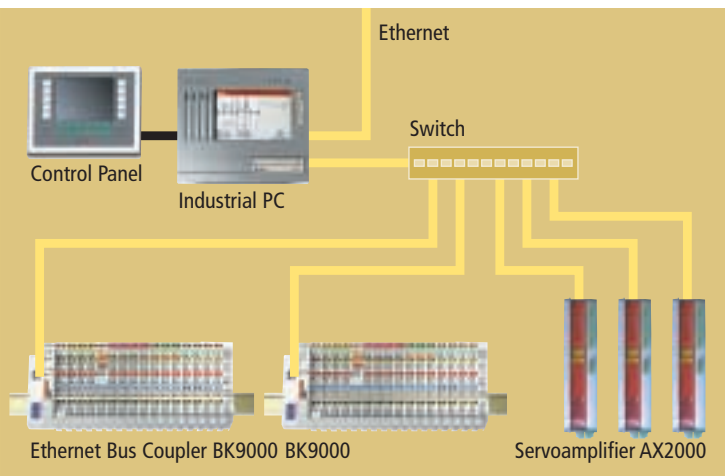 Ethernet
Switch
Control Panel
Industrial PC
Ethernet Bus Coupler BK9000 BK9000
Servoamplifier AX2000